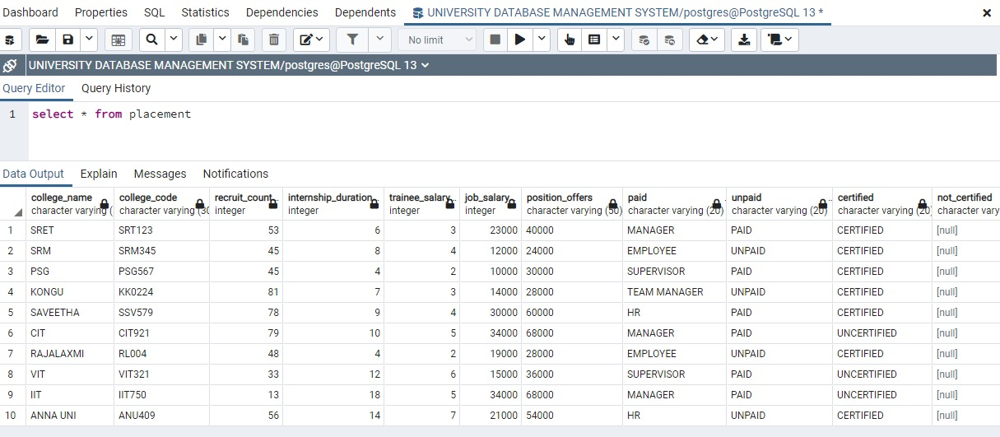 Dashboard Properties SQL Statistics Dependencies Dependents UNIVERSITY DATABASE MANAGEMENT SYSTEM/postgres@PostgreSQL 13 *
No limit
UNIVERSITY DATABASE MANAGEMENT SYSTEM/postgres@PostgreSQL 13
Query Editor Query History
1 select * from placement
Data Output Explain Messages Notifications
college_name college_code recruit_count.. internship_duration.. trainee_salary.. job_salary position_offers paid unpaid certified not_certified
character varying ( character varying (30 integer integer integer integer character varying (50) character varying (20) character varying (20) character varying (20) character vary
1 SRET SRT123 53 6 3 23000 40000 MANAGER PAID CERTIFIED [null]
2 SRM SRM345 45 8 4 12000 24000 EMPLOYEE UNPAID CERTIFIED [null]
3 PSG PSG567 45 4 2 10000 30000 SUPERVISOR PAID CERTIFIED [null]
4 KONGU KK0224 81 7 3 14000 28000 TEAM MANAGER UNPAID CERTIFIED [null]
5 SAVEETHA SSV579 78 9 4 30000 60000 HR PAID CERTIFIED [null]
6 CIT CIT921 79 10 5 34000 68000 MANAGER PAID UNCERTIFIED [null]
7 RAJALAXMI RL004 48 4 2 19000 28000 EMPLOYEE UNPAID CERTIFIED [null]
8 VIT VIT321 33 12 6 15000 36000 SUPERVISOR PAID UNCERTIFIED [null]
9 IIT IIT750 13 18 5 34000 68000 MANAGER PAID UNCERTIFIED [null]
10 ANNA UNI ANU409 56 14 7 21000 54000 HR UNPAID CERTIFIED [null]